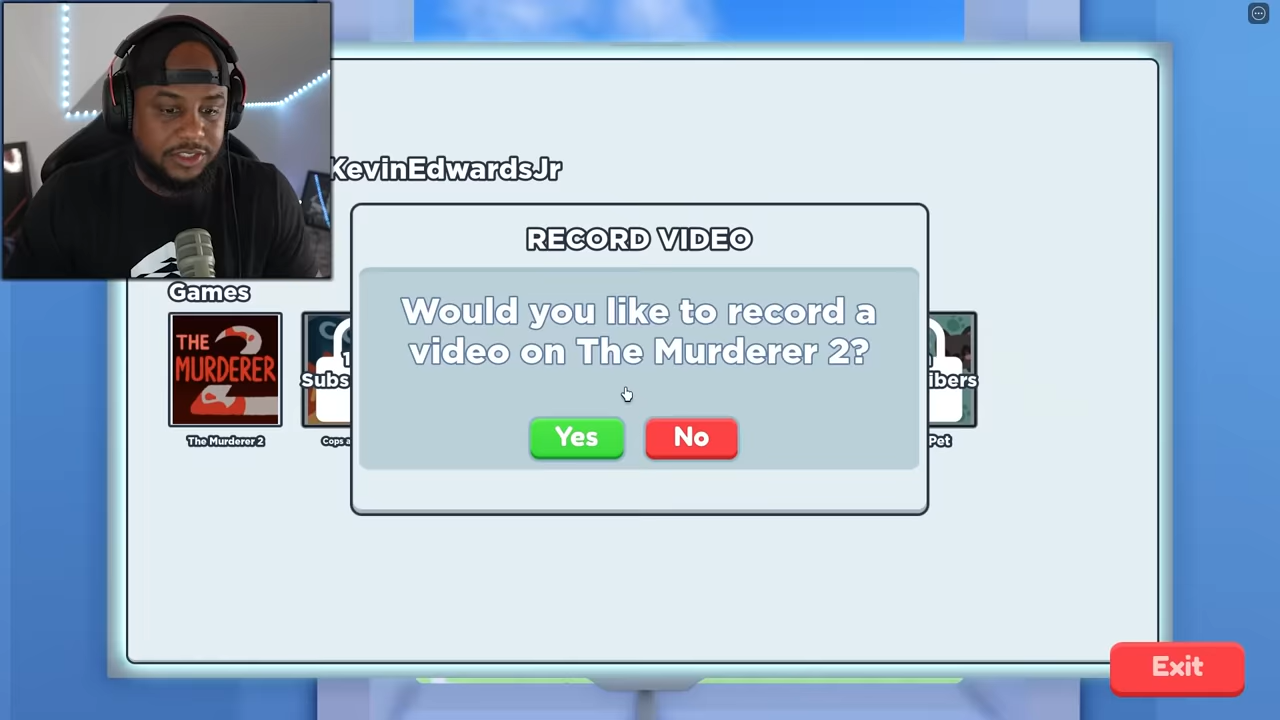 KevinEdwardsJr
RECORD VIDEO
Would you like to record a
video on The Murderer 2?
Yes
No
Games
THE
MURDERER
2
Subs
The Murderer 2
Cops a
ibers
Pet
Exit